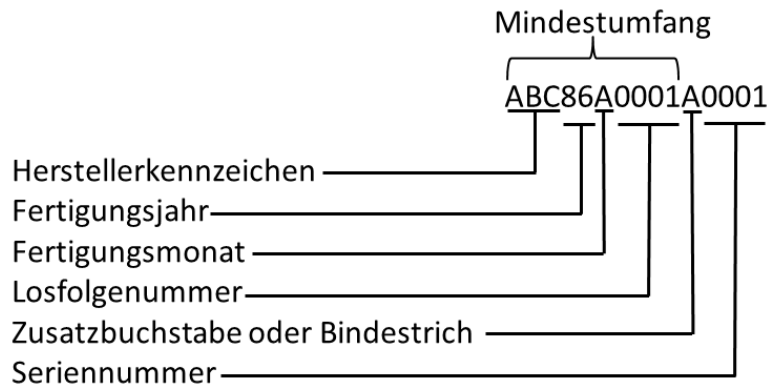 Mindestumfang
ABC86A0001A0001
Herstellerkennzeichen
Fertigungsjahr
Fertigungsmonat
Losfolgenummer
Zusatzbuchstabe oder Bindestrich
Seriennummer